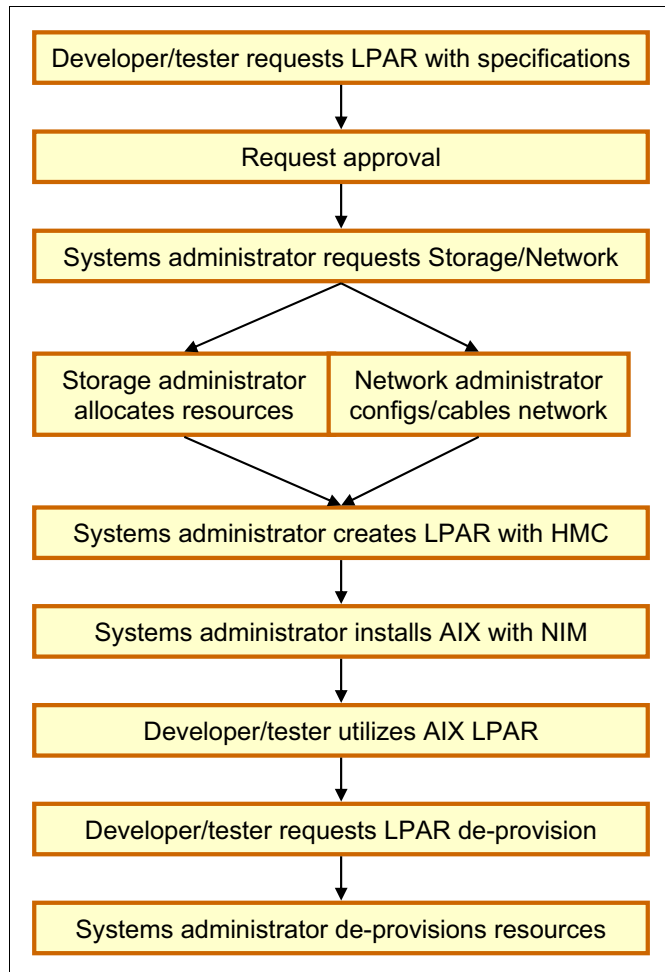 Developer/tester requests LPAR with specifications
Request approval
Systems administrator requests Storage/Network
Storage administrator
allocates resources
Network administrator
configs/cables network
Systems administrator creates LPAR with HMC
Systems administrator installs AIX with NIM
Developer/tester utilizes AIX LPAR
Developer/tester requests LPAR de-provision
Systems administrator de-provisions resources